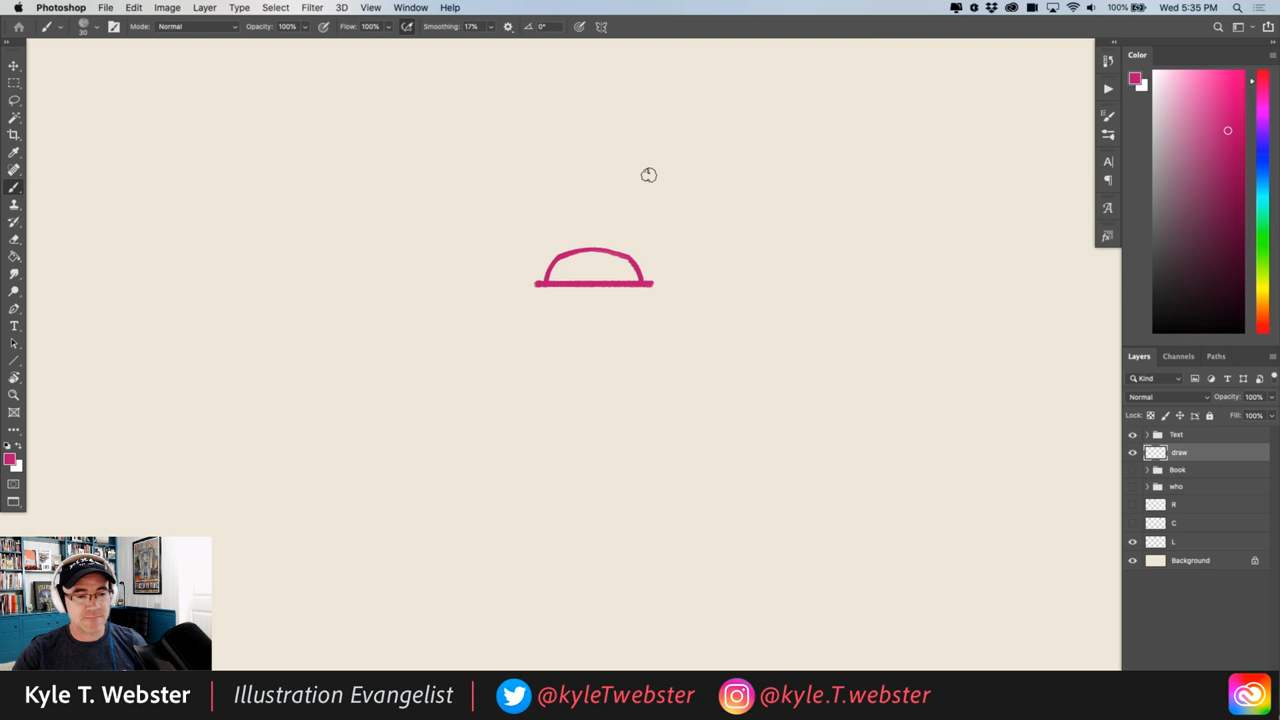 Photoshop File Edit Image Layer Type Select Filter 3D View Window Help 100% Wed 5:35 PM
30 Mode: Normal Opacity: 100% Flow: 100% Smoothing: 17% 0°
Color
Layers Channels Paths
Kind
Normal Opacity: 100%
Lock: Fill: 100%
Text
draw
Book
who
R
C
L
Background
Kyle T. Webster | Illustration Evangelist @kyleTwebster @kyle.T.webster